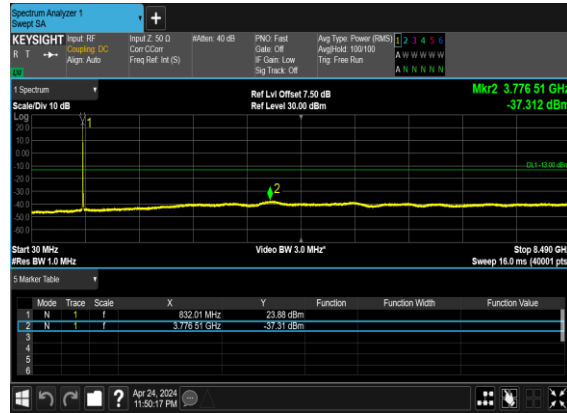 Spectrum Analyzer 1
Swept SA
+
KEYSIGHT Input: RF Input Z: 50 Ω #Atten: 40 dB PNO: Fast Avg Type: Power (RMS) 1 2 3 4 5 6
R T Coupling: DC Corr CCorr Gate: Off Avg|Hold: 100/100 A W W W W W
Align: Auto Freq Ref: Int (S) IF Gain: Low Trig: Free Run
Sig Track: Off A N N N N N
1 Spectrum Ref Lvl Offset 7.50 dB Mkr2 3.776 51 GHz
Scale/Div 10 dB Ref Level 30.00 dBm -37.312 dBm
Log
20.0
10.0
0.00
-10.0
-20.0
-30.0
-40.0
-50.0
-60.0
1
2
DL1 -13.00 dBm
Start 30 MHz Video BW 3.0 MHz* Stop 8.490 GHz
#Res BW 1.0 MHz Sweep 16.0 ms (40001 pts)
5 Marker Table
Mode Trace Scale X Y Function Function Width Function Value
1 N 1 f 832.01 MHz 23.88 dBm
2 N 1 f 3.776 51 GHz -37.31 dBm
3
4
5
6
? Apr 24, 2024
11:50:17 PM